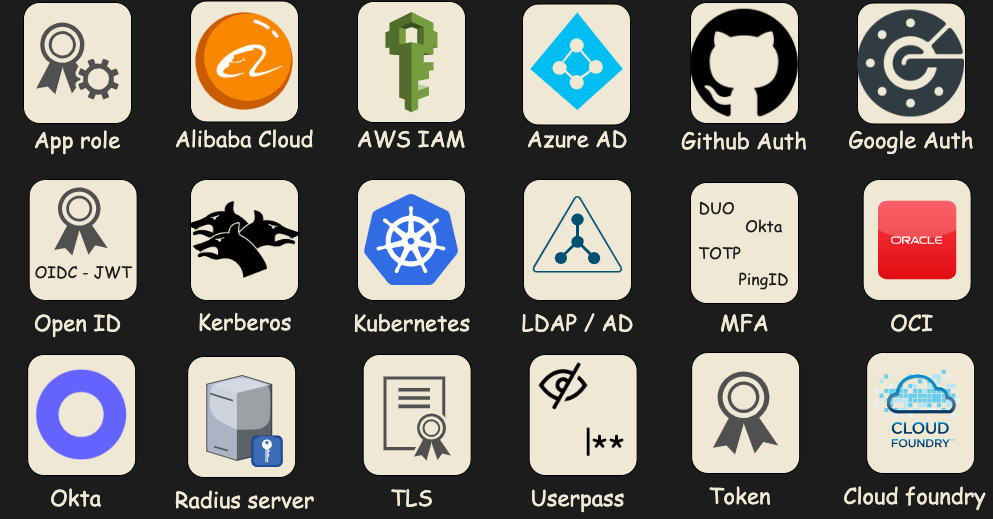 App role
Alibaba Cloud
AWS IAM
Azure AD
Github Auth
Google Auth
OIDC - JWT
Open ID
Kerberos
Kubernetes
LDAP / AD
DUO
Okta
TOTP
PingID
MFA
ORACLE
OCI
Okta
Radius server
TLS
|**
Userpass
Token
CLOUD
FOUNDRY
Cloud foundry